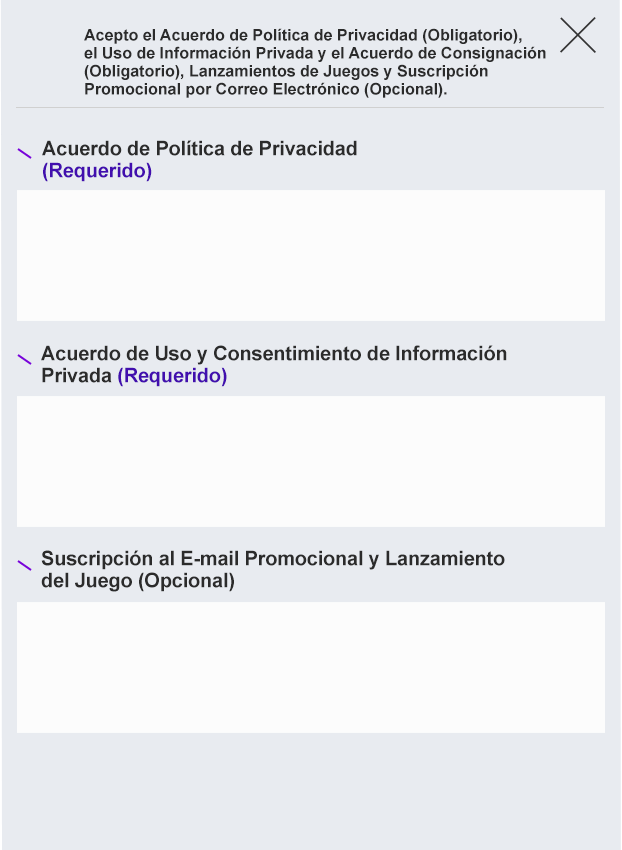 Acepto el Acuerdo de Política de Privacidad (Obligatorio),
el Uso de Información Privada y el Acuerdo de Consignación
(Obligatorio), Lanzamientos de Juegos y Suscripción
Promocional por Correo Electrónico (Opcional).
Acuerdo de Política de Privacidad
(Requerido)
Acuerdo de Uso y Consentimiento de Información
Privada (Requerido)
Suscripción al E-mail Promocional y Lanzamiento
del Juego (Opcional)